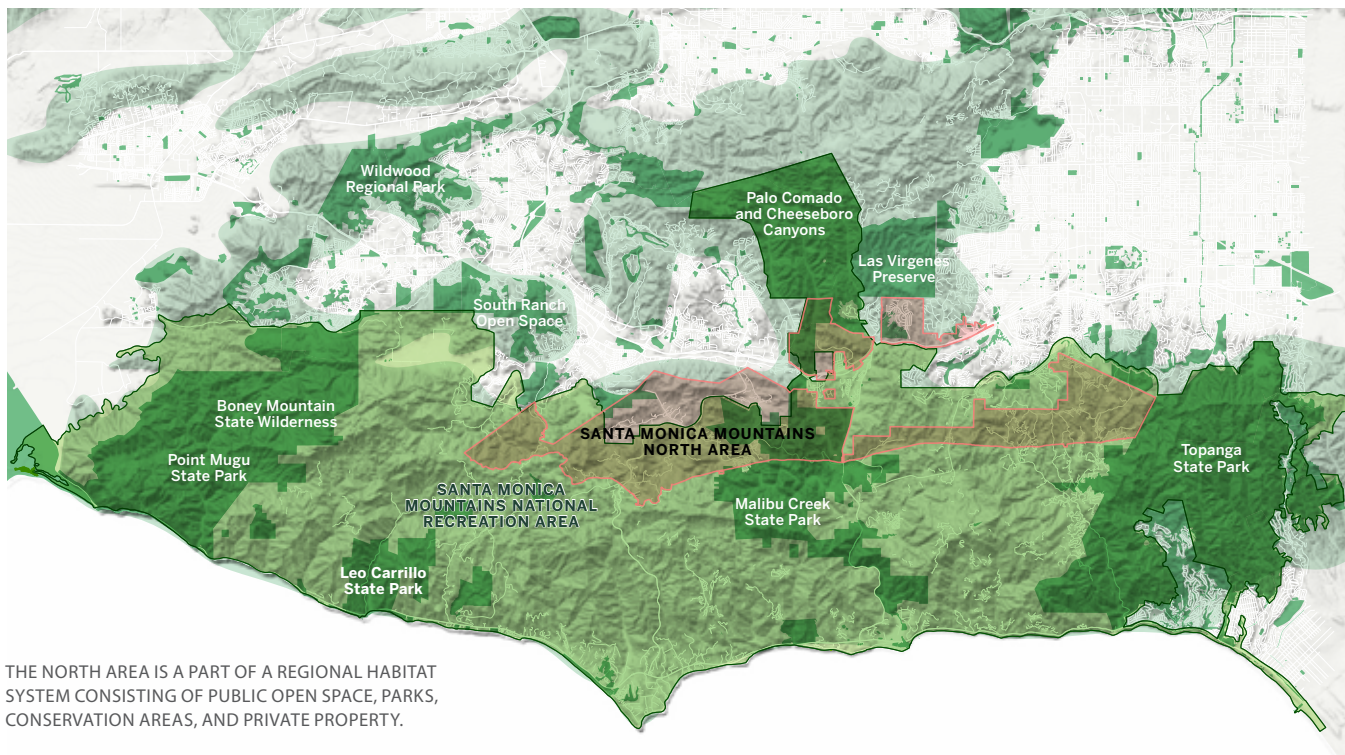 Wildwood
Regional Park
Palo Comado
and Cheeseboro
Canyons
Las Virgenes
Preserve
South Ranch
Open Space
Boney Mountain
State Wilderness
SANTA MONICA MOUNTAINS
NORTH AREA
Point Mugu
State Park
Topanga
State Park
SANTA MONICA
MOUNTAINS NATIONAL
RECREATION AREA
Malibu Creek
State Park
Leo Carrillo
State Park
THE NORTH AREA IS A PART OF A REGIONAL HABITAT
SYSTEM CONSISTING OF PUBLIC OPEN SPACE, PARKS,
CONSERVATION AREAS, AND PRIVATE PROPERTY.